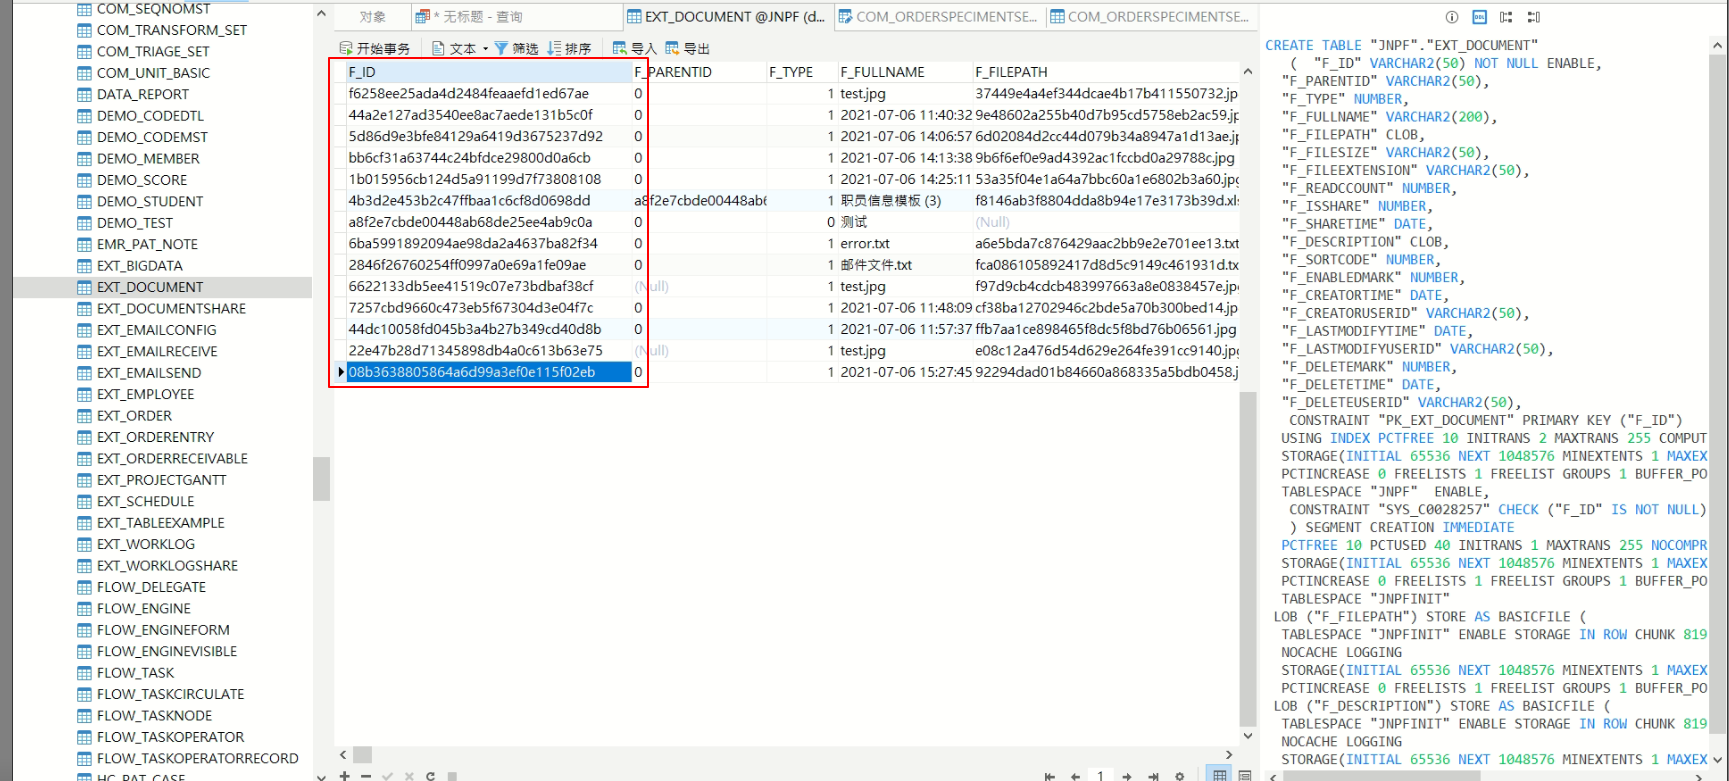 COM_SEQNOMST
COM_TRANSFORM_SET
COM_TRIAGE_SET
COM_UNIT_BASIC
DATA_REPORT
DEMO_CODEDTL
DEMO_CODEMST
DEMO_MEMBER
DEMO_SCORE
DEMO_STUDENT
DEMO_TEST
EMR_PAT_NOTE
EXT_BIGDATA
EXT_DOCUMENT
EXT_DOCUMENTSHARE
EXT_EMAILCONFIG
EXT_EMAILRECEIVE
EXT_EMAILSEND
EXT_EMPLOYEE
EXT_ORDER
EXT_ORDERENTRY
EXT_ORDERRECEIVABLE
EXT_PROJECTGANTT
EXT_SCHEDULE
EXT_TABLEEXAMPLE
EXT_WORKLOG
EXT_WORKLOGSHARE
FLOW_DELEGATE
FLOW_ENGINE
FLOW_ENGINEFORM
FLOW_ENGINEVISIBLE
FLOW_TASK
FLOW_TASKCIRCULATE
FLOW_TASKNODE
FLOW_TASKOPERATOR
FLOW_TASKOPERATORRECORD
HC_PAT_CASE
对象 * 无标题 - 查询 EXT_DOCUMENT @JNPF (d... COM_ORDERSPECIMENTSE... COM_ORDERSPECIMENTSE...
开始事务 文本 筛选 排序 导入 导出
F_ID F_PARENTID F_TYPE F_FULLNAME F_FILEPATH
f6258ee25ada4d2484feaaefd1ed67ae 0 1 test.jpg 37449e4a4ef344dcae4b17b411550732.jp
44a2e127ad3540ee8ac7aede131b5c0f 0 1 2021-07-06 11:40:32 9e48602a255b40d7b95cd5758eb2ac59.jp
5d86d9e3bfe84129a6419d3675237d92 0 1 2021-07-06 14:06:57 6d02084d2cc44d079b34a8947a1d13ae.j
bb6cf31a63744c24bfdce29800d0a6cb 0 1 2021-07-06 14:13:38 9b6f6ef0e9ad4392ac1fccbd0a29788c.jpg
1b015956cb124d5a91199d7f73808108 0 1 2021-07-06 14:25:11 53a35f04e1a64a7bbc60a1e6802b3a60.jpg
4b3d2e453b2c47ffbaa1c6cf8d0698dd a8f2e7cbde00448ab6 1 职员信息模板 (3) f8146ab3f8804dda8b94e17e3173b39d.xls
a8f2e7cbde00448ab68de25ee4ab9c0a 0 0 测试 (Null)
6ba5991892094ae98da2a4637ba82f34 0 1 error.txt a6e5bda7c876429aac2bb9e2e701ee13.txt
2846f26760254ff0997a0e69a1fe09ae 0 1 邮件文件.txt fca086105892417d8d5c9149c461931d.tx
6622133db5ee41519c07e73bdbaf38cf (Null) 1 test.jpg f97d9cb4cdcb483997663a8e0838457e.jp
7257cbd9660c473eb5f67304d3e04f7c 0 1 2021-07-06 11:48:09 cf38ba12702946c2bde5a70b300bed14.jp
44dc10058fd045b3a4b27b349cd40d8b 0 1 2021-07-06 11:57:37 ffb7aa1ce898465f8dc5f8bd76b06561.jpg
22e47b28d71345898db4a0c613b63e75 (Null) 1 test.jpg e08c12a476d54d629e264fe391cc9140.jp
08b3638805864a6d99a3ef0e115f02eb 0 1 2021-07-06 15:27:45 92294dad01b84660a868335a5bdb0458.j
1
DDL
CREATE TABLE "JNPF"."EXT_DOCUMENT"
( "F_ID" VARCHAR2(50) NOT NULL ENABLE,
"F_PARENTID" VARCHAR2(50),
"F_TYPE" NUMBER,
"F_FULLNAME" VARCHAR2(200),
"F_FILEPATH" CLOB,
"F_FILESIZE" VARCHAR2(50),
"F_FILEEXTENSION" VARCHAR2(50),
"F_READCCOUNT" NUMBER,
"F_ISSHARE" NUMBER,
"F_SHARETIME" DATE,
"F_DESCRIPTION" CLOB,
"F_SORTCODE" NUMBER,
"F_ENABLEDMARK" NUMBER,
"F_CREATORTIME" DATE,
"F_CREATORUSERID" VARCHAR2(50),
"F_LASTMODIFYTIME" DATE,
"F_LASTMODIFYUSERID" VARCHAR2(50),
"F_DELETEMARK" NUMBER,
"F_DELETETIME" DATE,
"F_DELETEUSERID" VARCHAR2(50),
CONSTRAINT "PK_EXT_DOCUMENT" PRIMARY KEY ("F_ID")
USING INDEX PCTFREE 10 INITRANS 2 MAXTRANS 255 COMPUT
STORAGE(INITIAL 65536 NEXT 1048576 MINEXTENTS 1 MAXEX
PCTINCREASE 0 FREELISTS 1 FREELIST GROUPS 1 BUFFER_PO
TABLESPACE "JNPF" ENABLE,
CONSTRAINT "SYS_C0028257" CHECK ("F_ID" IS NOT NULL)
) SEGMENT CREATION IMMEDIATE
PCTFREE 10 PCTUSED 40 INITRANS 1 MAXTRANS 255 NOCOMPR
STORAGE(INITIAL 65536 NEXT 1048576 MINEXTENTS 1 MAXEX
PCTINCREASE 0 FREELISTS 1 FREELIST GROUPS 1 BUFFER_PO
TABLESPACE "JNPFINIT"
LOB ("F_FILEPATH") STORE AS BASICFILE (
TABLESPACE "JNPFINIT" ENABLE STORAGE IN ROW CHUNK 819
NOCACHE LOGGING
STORAGE(INITIAL 65536 NEXT 1048576 MINEXTENTS 1 MAXEX
PCTINCREASE 0 FREELISTS 1 FREELIST GROUPS 1 BUFFER_PO
LOB ("F_DESCRIPTION") STORE AS BASICFILE (
TABLESPACE "JNPFINIT" ENABLE STORAGE IN ROW CHUNK 819
NOCACHE LOGGING
STORAGE(INITIAL 65536 NEXT 1048576 MINEXTENTS 1 MAXEX